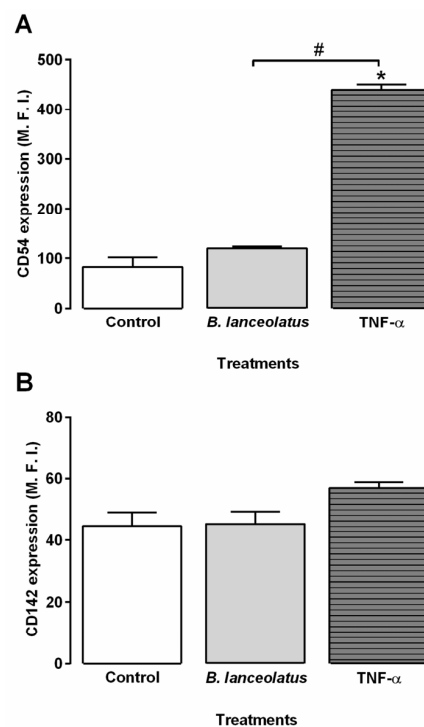 A
#
*
500
400
300
200
100
0
CD54 expression (M. F. I.)
Control B. lanceolatus TNF-α
Treatments
B
80
60
40
20
0
CD142 expression (M. F. I.)
Control B. lanceolatus TNF-α
Treatments